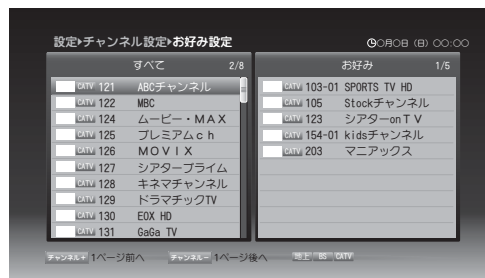 設定▶チャンネル設定▶お好み設定
○月○日 (日) ○○:○○
すべて 2/8
CATV 121 ABCチャンネル
CATV 122 MBC
CATV 124 ムービー・MAX
CATV 125 プレミアムch
CATV 126 MOVIX
CATV 127 シアタープライム
CATV 128 キネマチャンネル
CATV 129 ドラマチックTV
CATV 130 EOX HD
CATV 131 GaGa TV
お好み 1/5
CATV 103-01 SPORTS TV HD
CATV 105 Stockチャンネル
CATV 123 シアターonTV
CATV 154-01 kidsチャンネル
CATV 203 マニアックス
チャンネル+ 1ページ前へ チャンネル- 1ページ後へ 地上 BS CATV